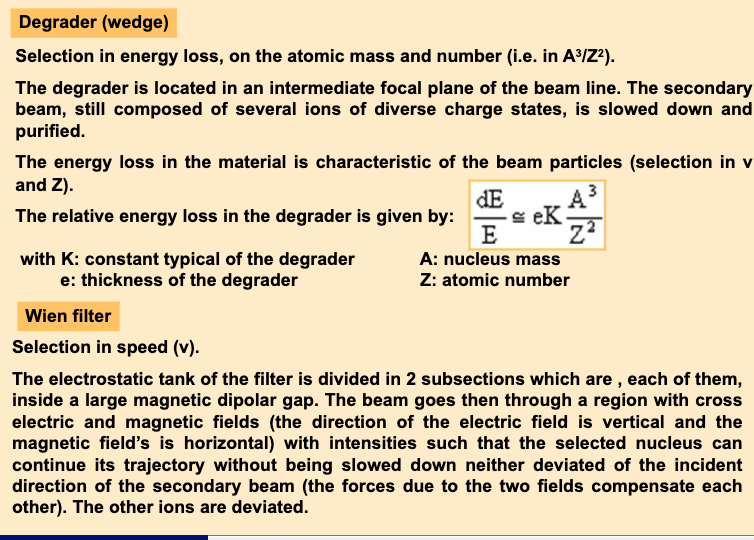 Degrader (wedge)
Selection in energy loss, on the atomic mass and number (i.e. in A³/Z²).
The degrader is located in an intermediate focal plane of the beam line. The secondary
beam, still composed of several ions of diverse charge states, is slowed down and
purified.
The energy loss in the material is characteristic of the beam particles (selection in v
and Z).
The relative energy loss in the degrader is given by: dE/E ≅ eK A³/Z²
with K: constant typical of the degrader A: nucleus mass
e: thickness of the degrader Z: atomic number
Wien filter
Selection in speed (v).
The electrostatic tank of the filter is divided in 2 subsections which are , each of them,
inside a large magnetic dipolar gap. The beam goes then through a region with cross
electric and magnetic fields (the direction of the electric field is vertical and the
magnetic field's is horizontal) with intensities such that the selected nucleus can
continue its trajectory without being slowed down neither deviated of the incident
direction of the secondary beam (the forces due to the two fields compensate each
other). The other ions are deviated.